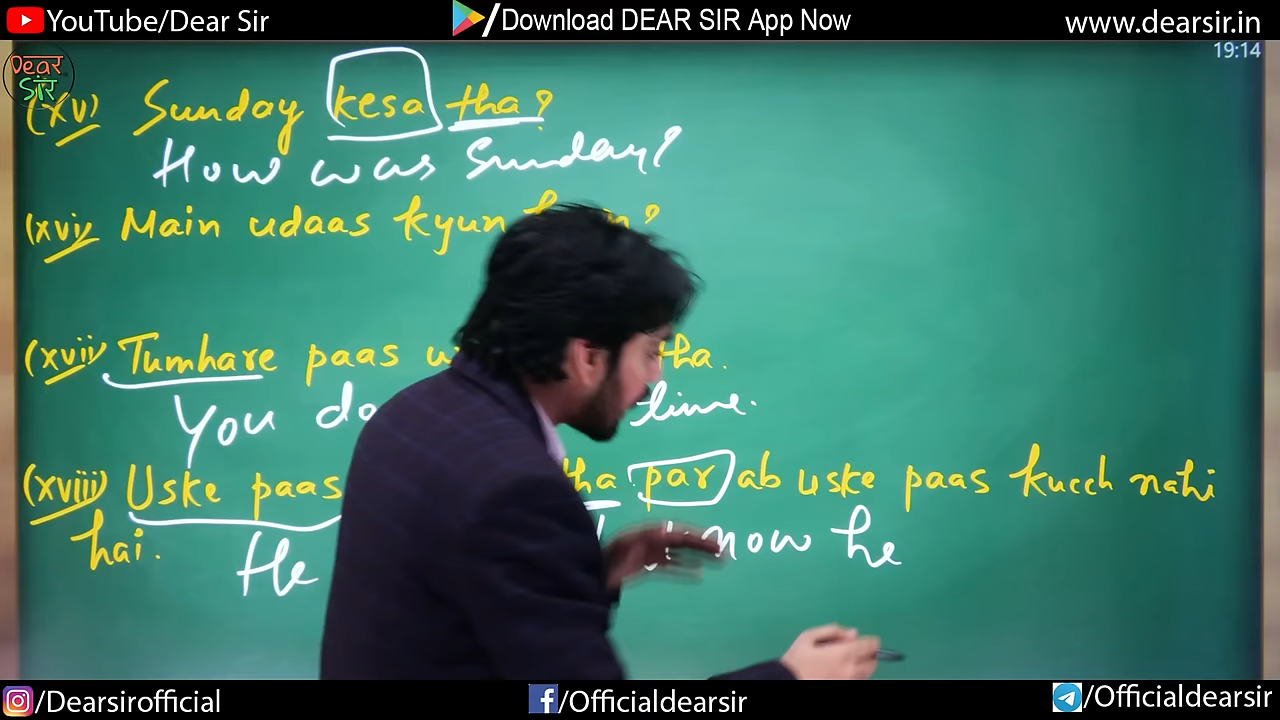 YouTube/Dear Sir
/Download DEAR SIR App Now
www.dearsir.in
19:14
Dear
सर
(xv) Sunday kesa tha?
How was Sunday?
(xvi) Main udaas kyun ?
(xvii) Tumhare paas tha.
You time.
(xviii) Uske paas tha par ab uske paas kucch nahi
hai.
He now he
/Dearsirofficial
/Officialdearsir
/Officialdearsir